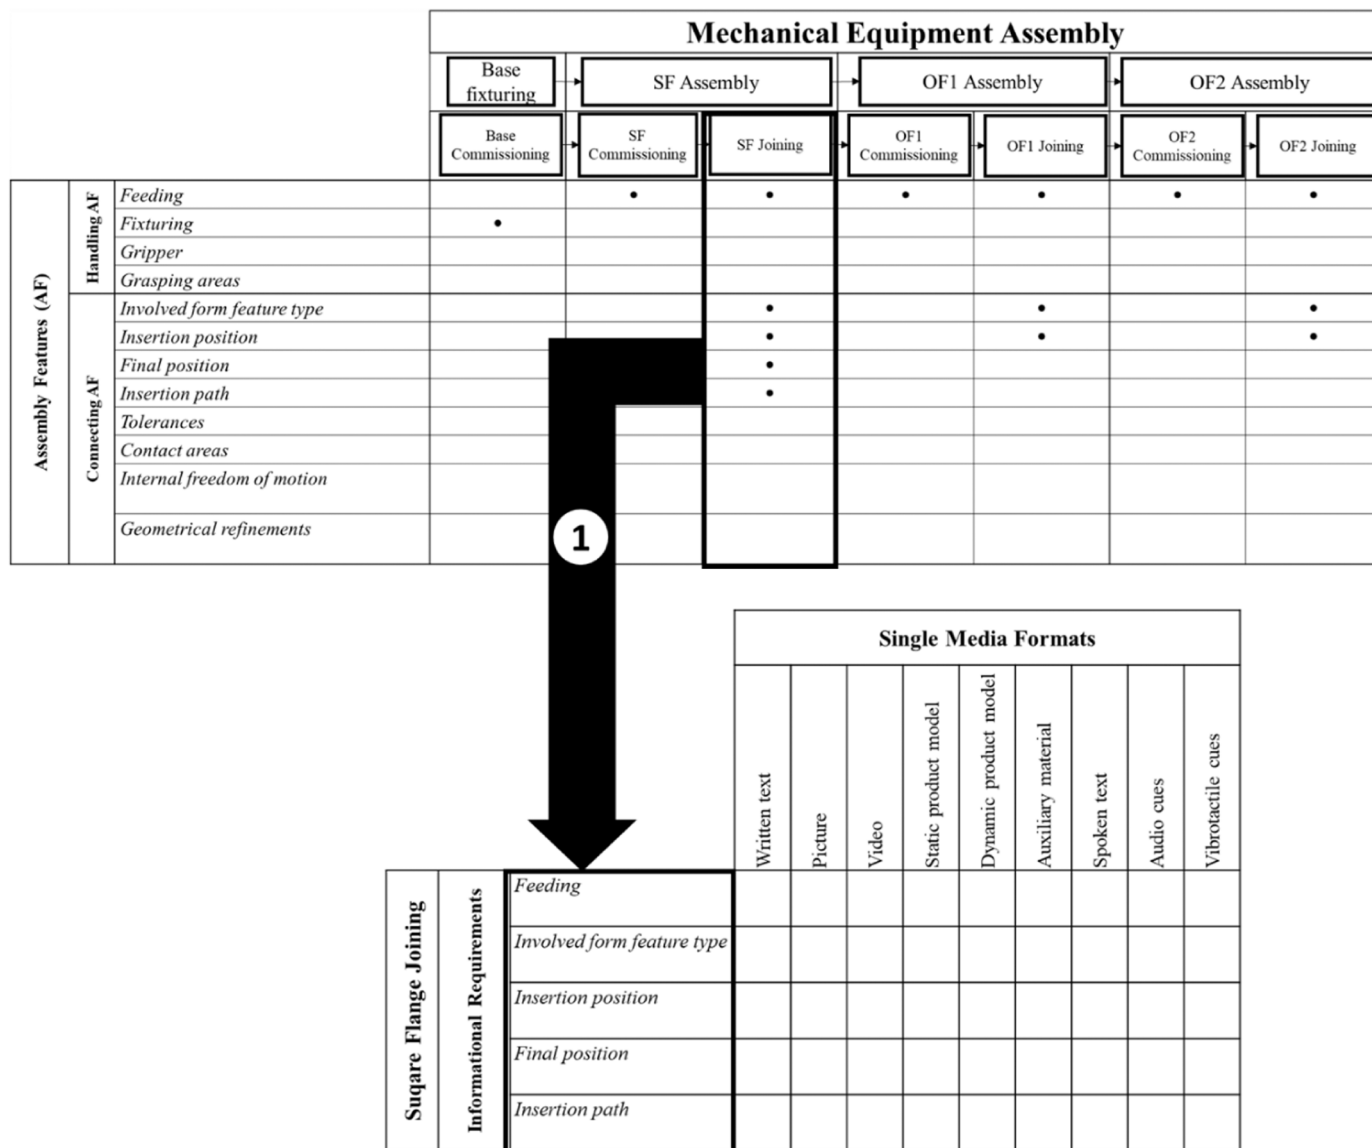 Mechanical Equipment Assembly
Base
fixturing
SF Assembly
OF1 Assembly
OF2 Assembly
Base
Commissioning
SF
Commissioning
SF Joining
OF1
Commissioning
OF1 Joining
OF2
Commissioning
OF2 Joining
Assembly Features (AF)
Handling AF
Feeding
Fixturing
Gripper
Grasping areas
Connecting AF
Involved form feature type
Insertion position
Final position
Insertion path
Tolerances
Contact areas
Internal freedom of motion
Geometrical refinements
1
Single Media Formats
Written text
Picture
Video
Static product model
Dynamic product model
Auxiliary material
Spoken text
Audio cues
Vibrotactile cues
Suqare Flange Joining
Informational Requirements
Feeding
Involved form feature type
Insertion position
Final position
Insertion path